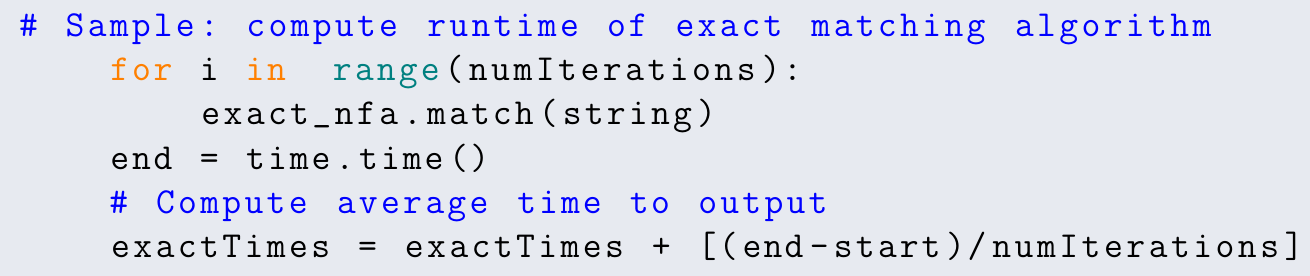 # Sample: compute runtime of exact matching algorithm
    for i in  range(numIterations):
        exact_nfa.match(string)
    end = time.time()
    # Compute average time to output
    exactTimes = exactTimes + [(end-start)/numIterations]